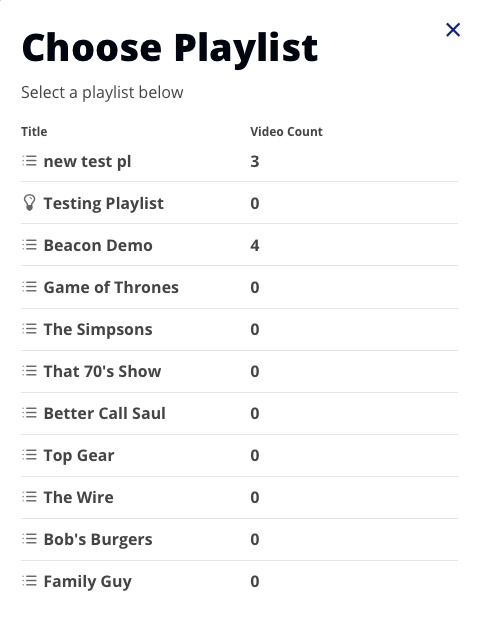 Choose Playlist
Select a playlist below
Title Video Count
new test pl 3
Testing Playlist 0
Beacon Demo 4
Game of Thrones 0
The Simpsons 0
That 70's Show 0
Better Call Saul 0
Top Gear 0
The Wire 0
Bob's Burgers 0
Family Guy 0